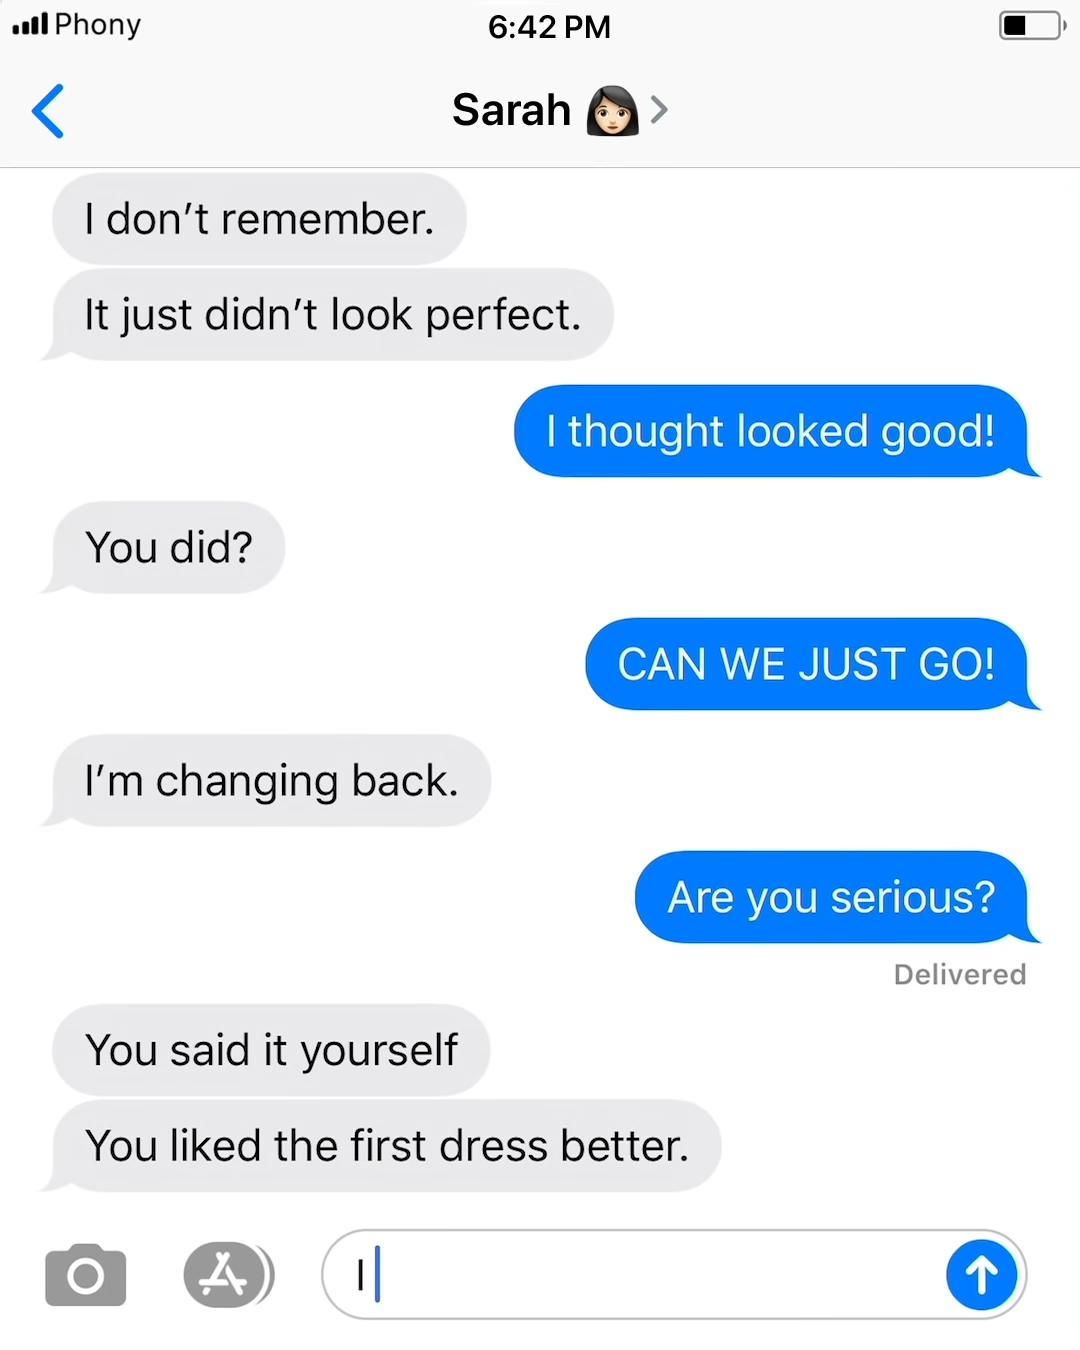 Phony
6:42 PM
Sarah
I don't remember.
It just didn't look perfect.
I thought looked good!
You did?
CAN WE JUST GO!
I'm changing back.
Are you serious?
Delivered
You said it yourself
You liked the first dress better.
I